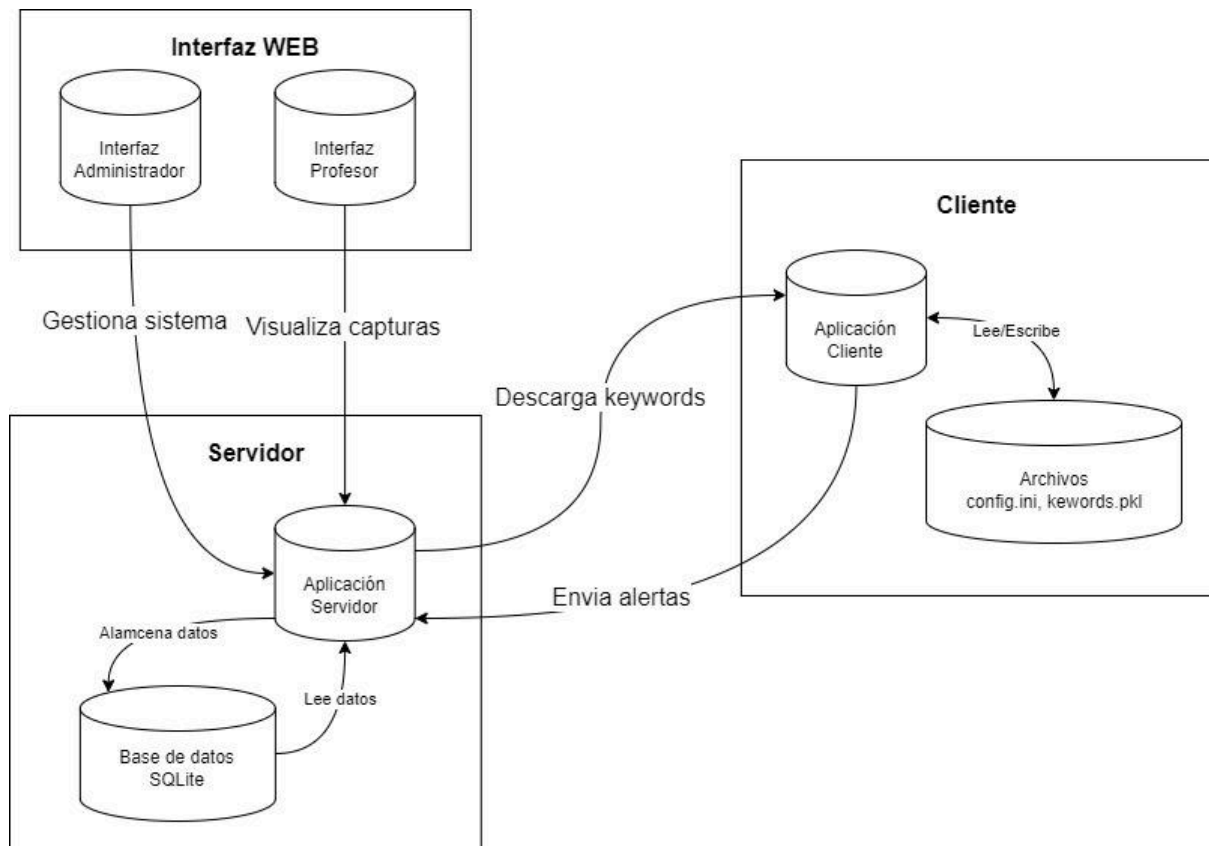 Interfaz WEB
Interfaz
Administrador
Interfaz
Profesor
Gestiona sistema
Visualiza capturas
Cliente
Aplicación
Cliente
Lee/Escribe
Archivos
config.ini, kewords.pkl
Descarga keywords
Envia alertas
Servidor
Aplicación
Servidor
Alamcena datos
Lee datos
Base de datos
SQLite